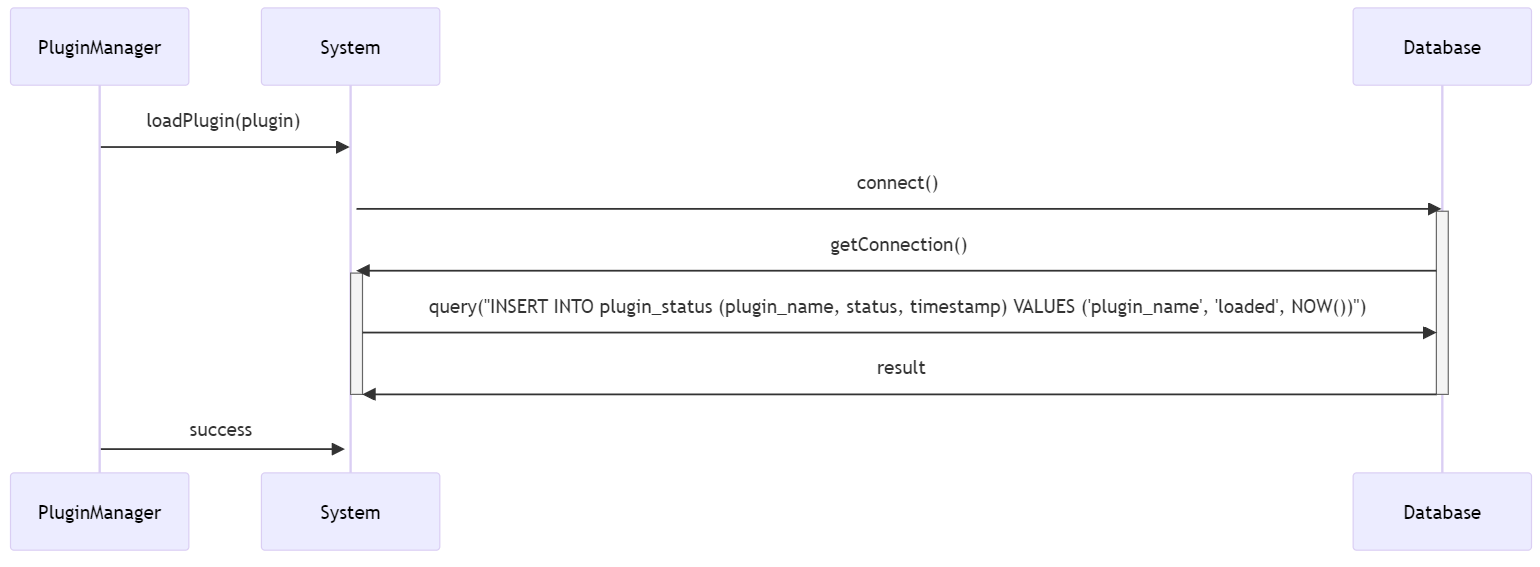 PluginManager
System
Database
loadPlugin(plugin)
connect()
getConnection()
query("INSERT INTO plugin_status (plugin_name, status, timestamp) VALUES ('plugin_name', 'loaded', NOW())")
result
success
PluginManager
System
Database